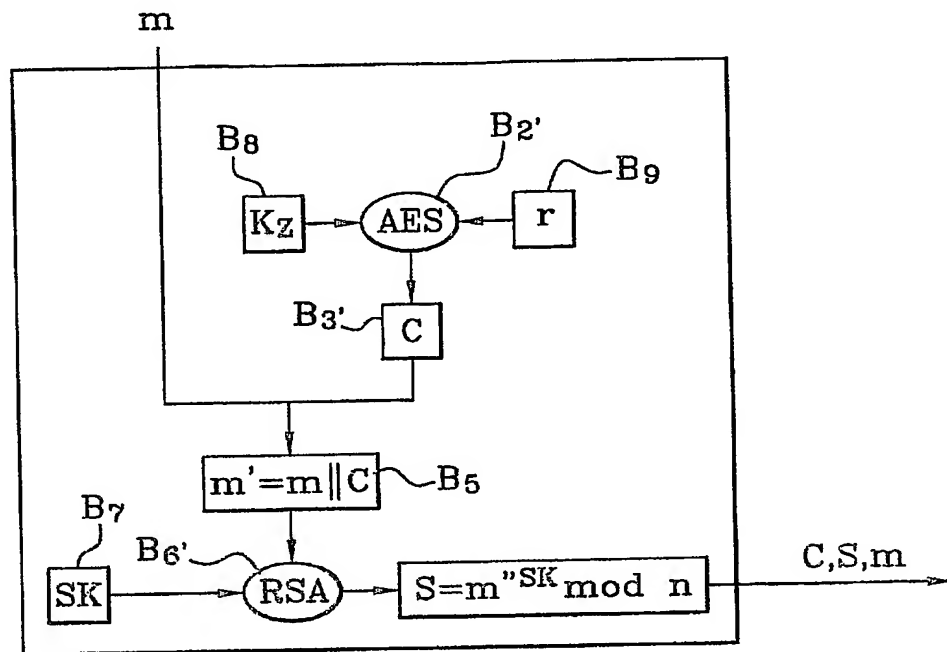 m
B8
B2'
B9
Kz
AES
r
B3'
C
m'=m||C
B5
B7
B6'
SK
RSA
S=m"SK mod n
C,S,m